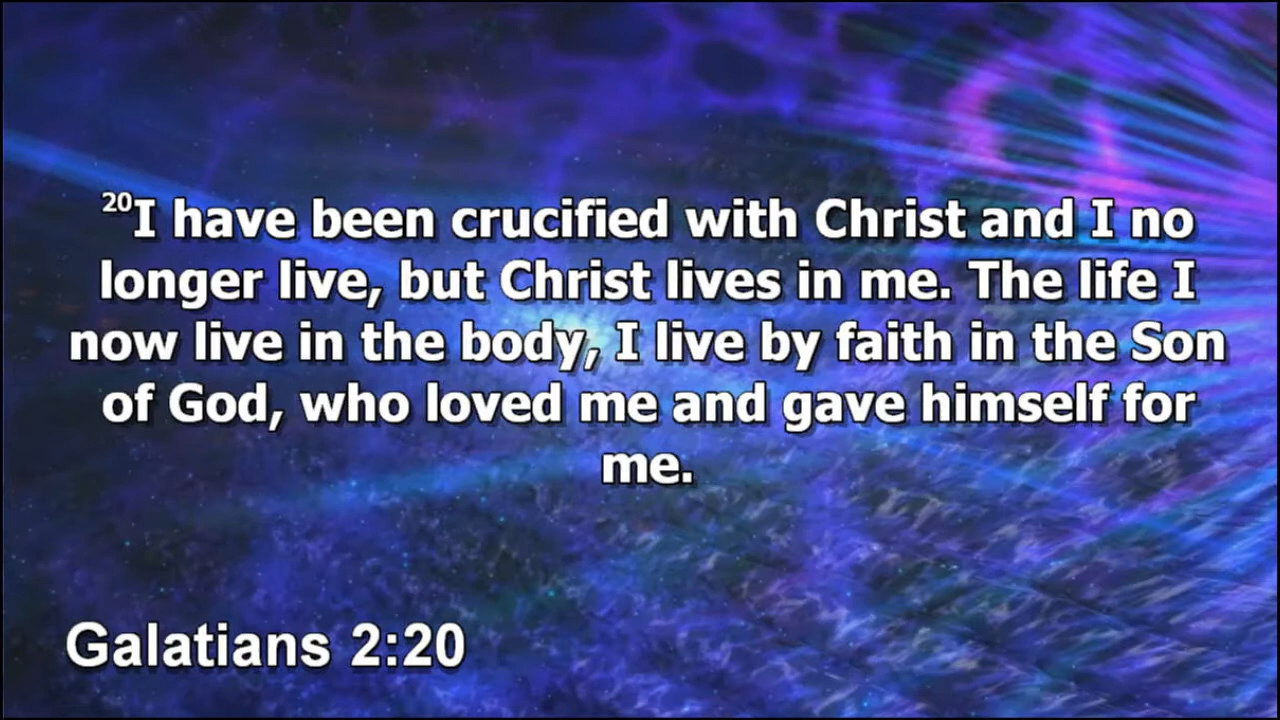 20I have been crucified with Christ and I no
longer live, but Christ lives in me. The life I
now live in the body, I live by faith in the Son
of God, who loved me and gave himself for
me.
Galatians 2:20